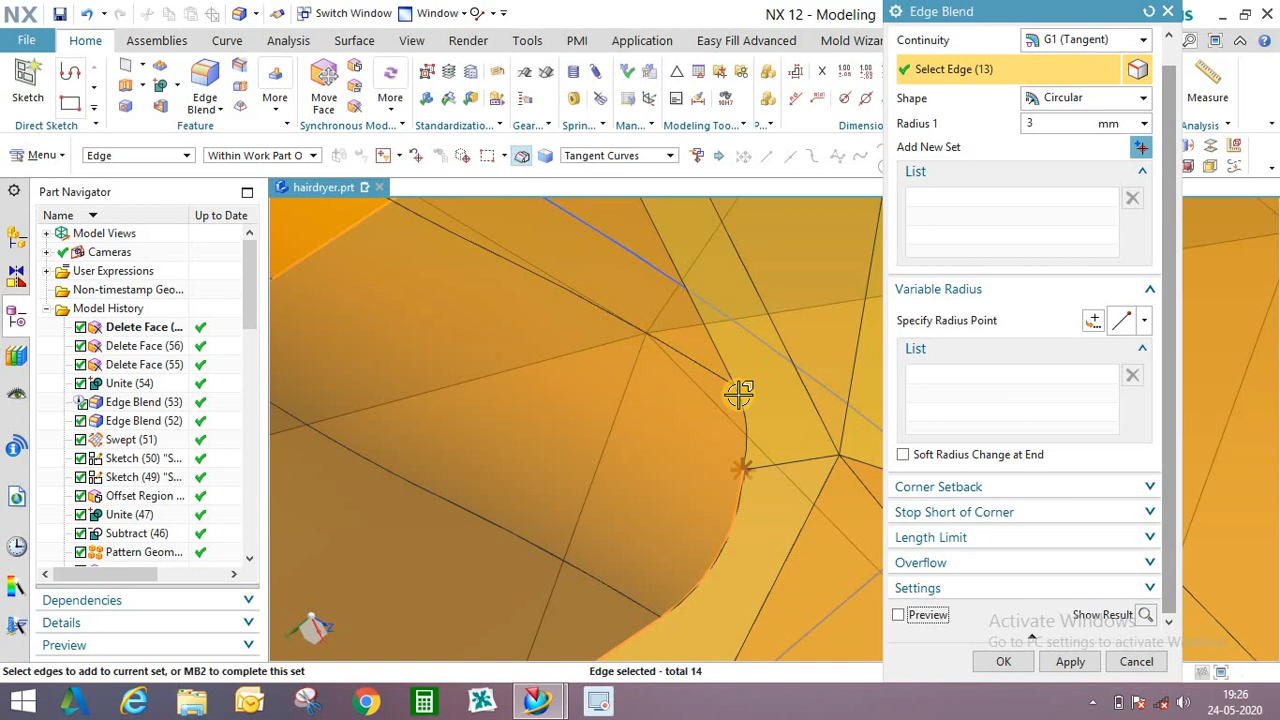 NX
Switch Window
Window
NX 12 - Modeling
Edge Blend
File
Home
Assemblies
Curve
Analysis
Surface
View
Render
Tools
PMI
Application
Easy Fill Advanced
Mold Wizard
Sketch
Edge Blend
More
Move Face
More
Measure
Direct Sketch
Feature
Synchronous Mod...
Standardization...
Gear...
Sprin...
Man...
Modeling Too...
P...
Dimensio
Analysis
Menu
Edge
Within Work Part O
Tangent Curves
Part Navigator
hairdryer.prt
Name
Up to Date
Model Views
Cameras
User Expressions
Non-timestamp Geo...
Model History
Delete Face (...
Delete Face (56)
Delete Face (55)
Unite (54)
Edge Blend (53)
Edge Blend (52)
Swept (51)
Sketch (50) "S...
Sketch (49) "S...
Offset Region ...
Unite (47)
Subtract (46)
Pattern Geom...
Dependencies
Details
Preview
Continuity
G1 (Tangent)
Select Edge (13)
Shape
Circular
Radius 1
3 mm
Add New Set
List
Variable Radius
Specify Radius Point
List
Soft Radius Change at End
Corner Setback
Stop Short of Corner
Length Limit
Overflow
Settings
Preview
Show Result
Activate Windows
Go to PC settings to activate Windows.
OK
Apply
Cancel
Select edges to add to current set, or MB2 to complete this set
Edge selected - total 14
19:26
24-05-2020